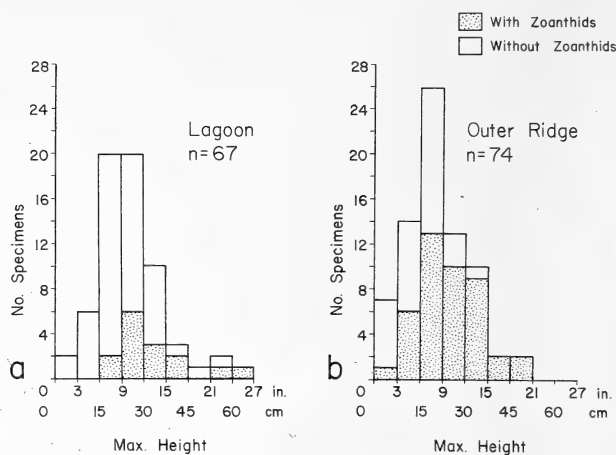 With Zoanthids
Without Zoanthids
28
24
20
16
12
8
4
No. Specimens
Lagoon
n=67
a
0 3 9 15 21 27 in.
0 15 30 45 60 cm
Max. Height
28
24
20
16
12
8
4
No. Specimens
Outer Ridge
n=74
b
0 3 9 15 21 27 in.
0 15 30 45 60 cm
Max. Height